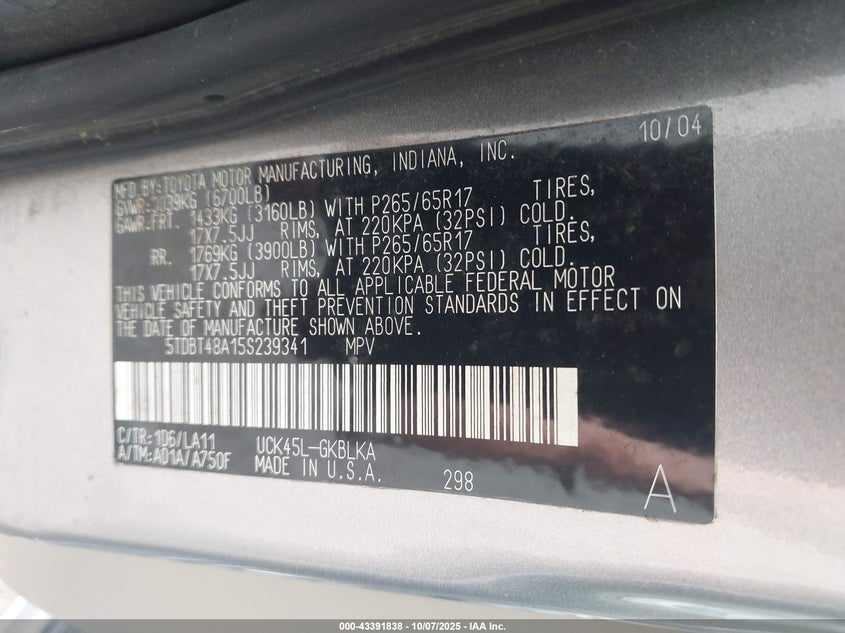 10/04
MFD BY:TOYOTA MOTOR MANUFACTURING, INDIANA, INC.
GVWR 39KG (6700LB)
GAWR-FRT. 1433KG (3160LB) WITH P265/65R17 TIRES,
17X7.5JJ RIMS, AT 220KPA (32PSI) COLD.
RR. 1769KG (3900LB) WITH P265/65R17 TIRES,
17X7.5JJ RIMS, AT 220KPA (32PSI) COLD.
THIS VEHICLE CONFORMS TO ALL APPLICABLE FEDERAL MOTOR
VEHICLE SAFETY AND THEFT PREVENTION STANDARDS IN EFFECT ON
THE DATE OF MANUFACTURE SHOWN ABOVE.
5TDBT48A15S239341 MPV
C/TR:1D6/LA11 UCK45L-GKBLKA
A/TM:A01A/A750F MADE IN U.S.A. 298 A
000-43391838 - 10/07/2025 - IAA Inc.